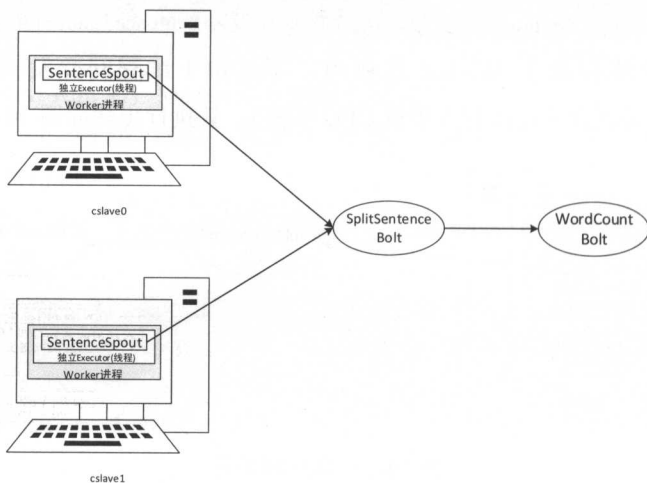 SentenceSpout
独立Executor(线程)
Worker进程
cslave0
SplitSentence
Bolt
WordCount
Bolt
SentenceSpout
独立Executor(线程)
Worker进程
cslave1